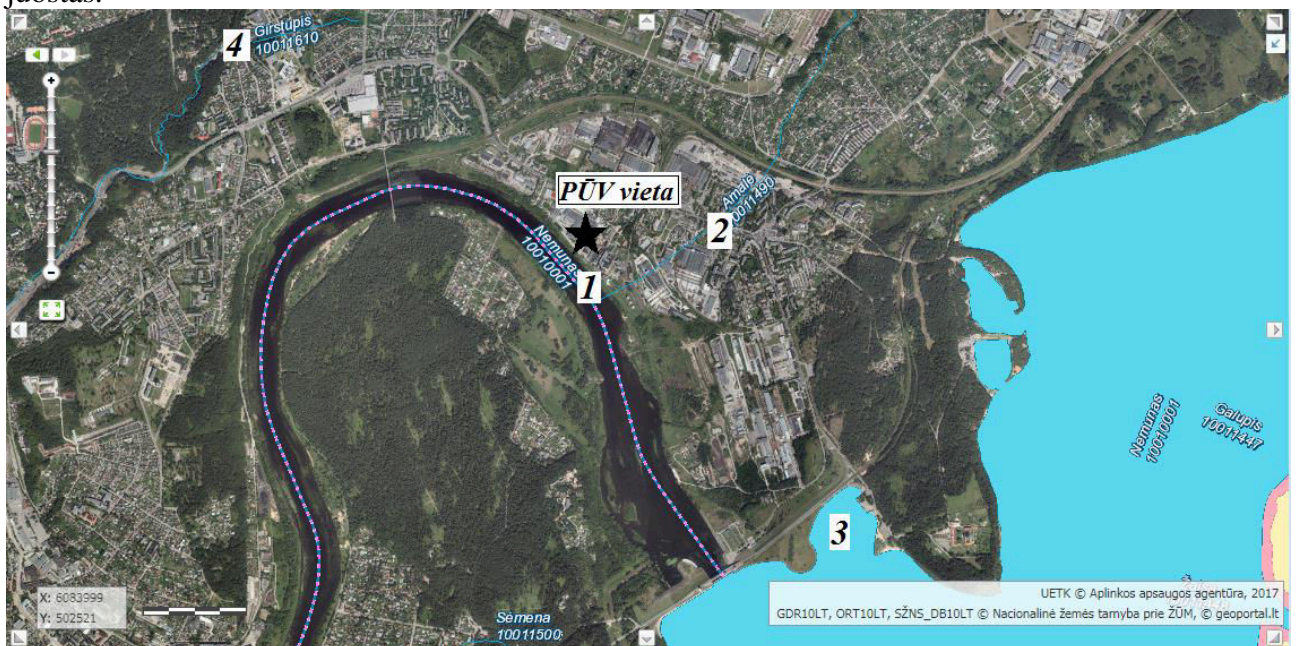 juostas.
4
Girstupis
10011610
PŪV vieta
Amalė
10011490
2
Nemunas
10010001
1
Nemunas
10010001
Galupis
10011447
3
X: 6083999
Y: 502521
Sėmena
10011500
UETK © Aplinkos apsaugos agentūra, 2017
GDR10LT, ORT10LT, SŽNS_DB10LT © Nacionalinė žemės tarnyba prie ŽŪM, © geoportal.lt